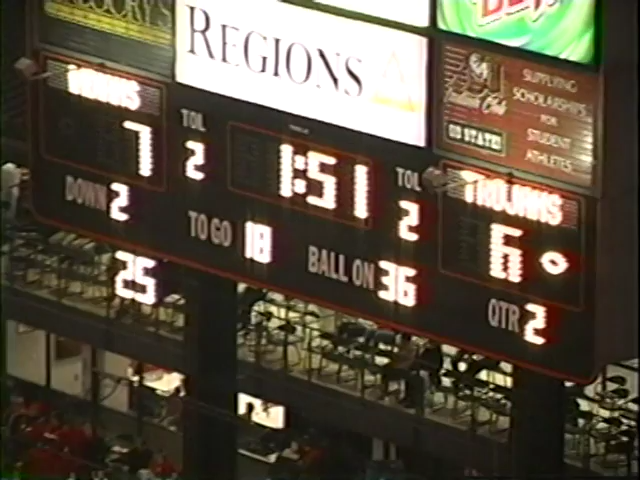 REGIONS
SUPPLYING
SCHOLARSHIPS
FOR
STUDENT
ATHLETES
GO STATE!
TROJANS
7
TOL
2
1:51
TOL
2
6
DOWN 2
TO GO 18
BALL ON 36
QTR 2
25